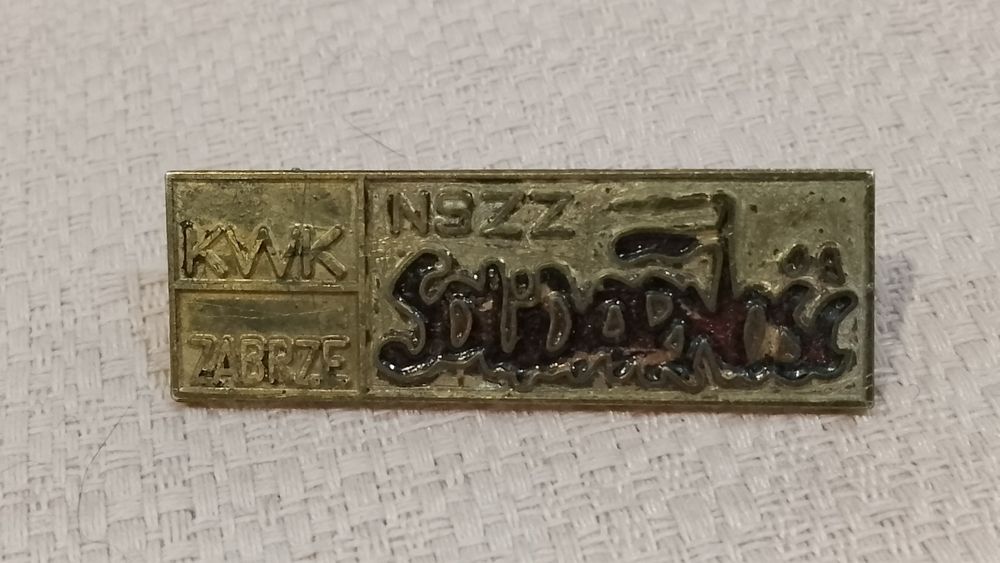 KWK
ZABRZE
NSZZ
Solidarność